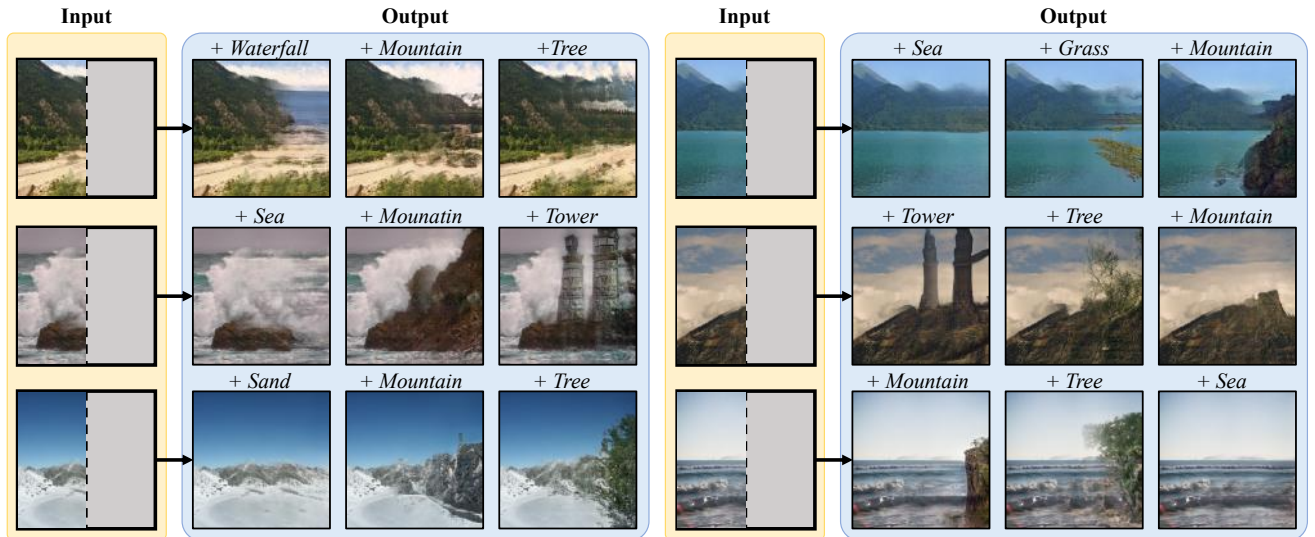 Input Output Input Output
+ Waterfall + Mountain +Tree + Sea + Grass + Mountain
+ Sea + Mounatin + Tower + Tower + Tree + Mountain
+ Sand + Mountain + Tree + Mountain + Tree + Sea